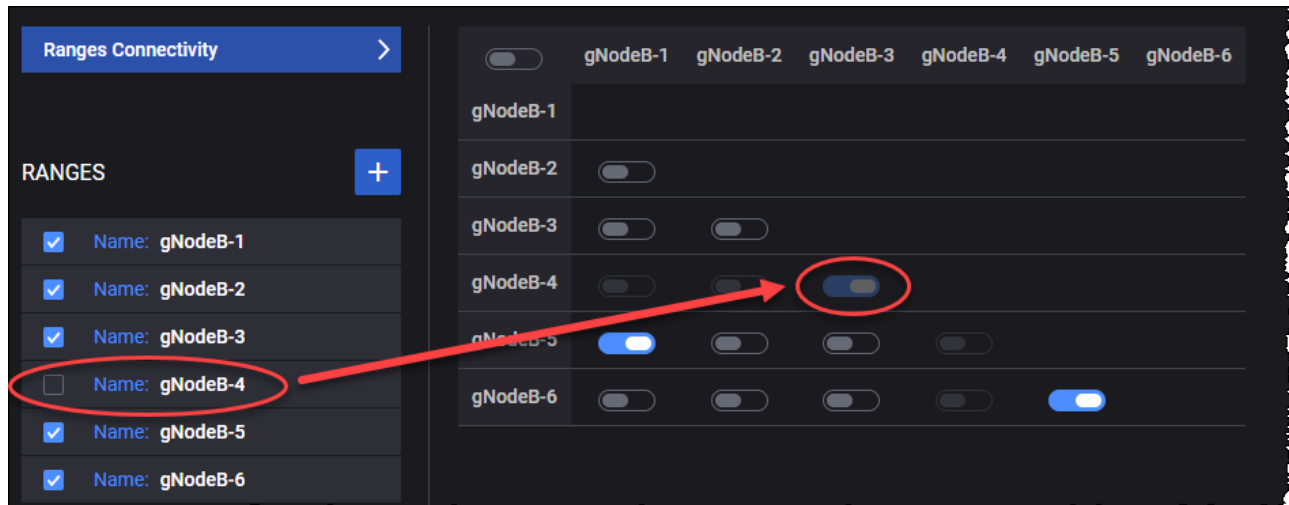 Ranges Connectivity
RANGES
Name: gNodeB-1
Name: gNodeB-2
Name: gNodeB-3
Name: gNodeB-4
Name: gNodeB-5
Name: gNodeB-6
gNodeB-1 gNodeB-2 gNodeB-3 gNodeB-4 gNodeB-5 gNodeB-6
gNodeB-1
gNodeB-2
gNodeB-3
gNodeB-4
gNodeB-5
gNodeB-6